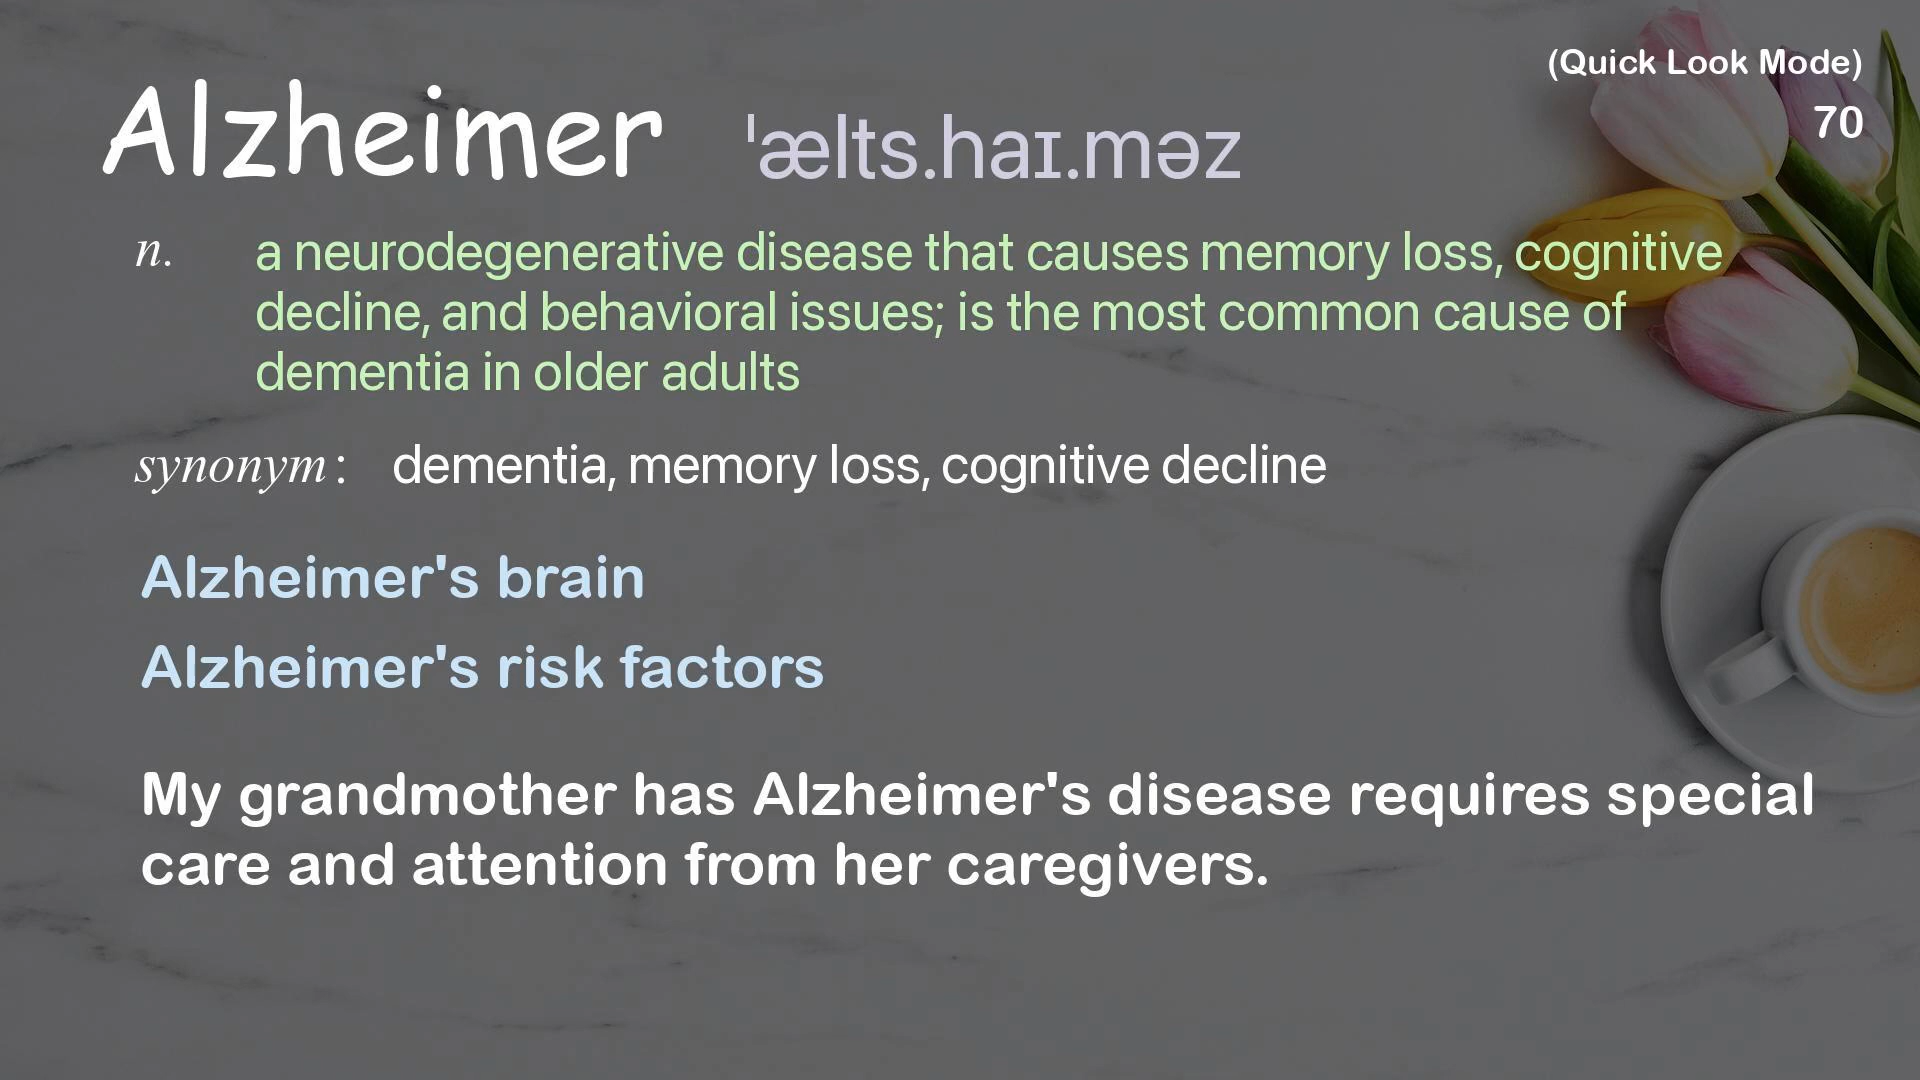 (Quick Look Mode)
70
Alzheimer ˈælts.haɪ.məz
n. a neurodegenerative disease that causes memory loss, cognitive
decline, and behavioral issues; is the most common cause of
dementia in older adults
synonym: dementia, memory loss, cognitive decline
Alzheimer's brain
Alzheimer's risk factors
My grandmother has Alzheimer's disease requires special
care and attention from her caregivers.